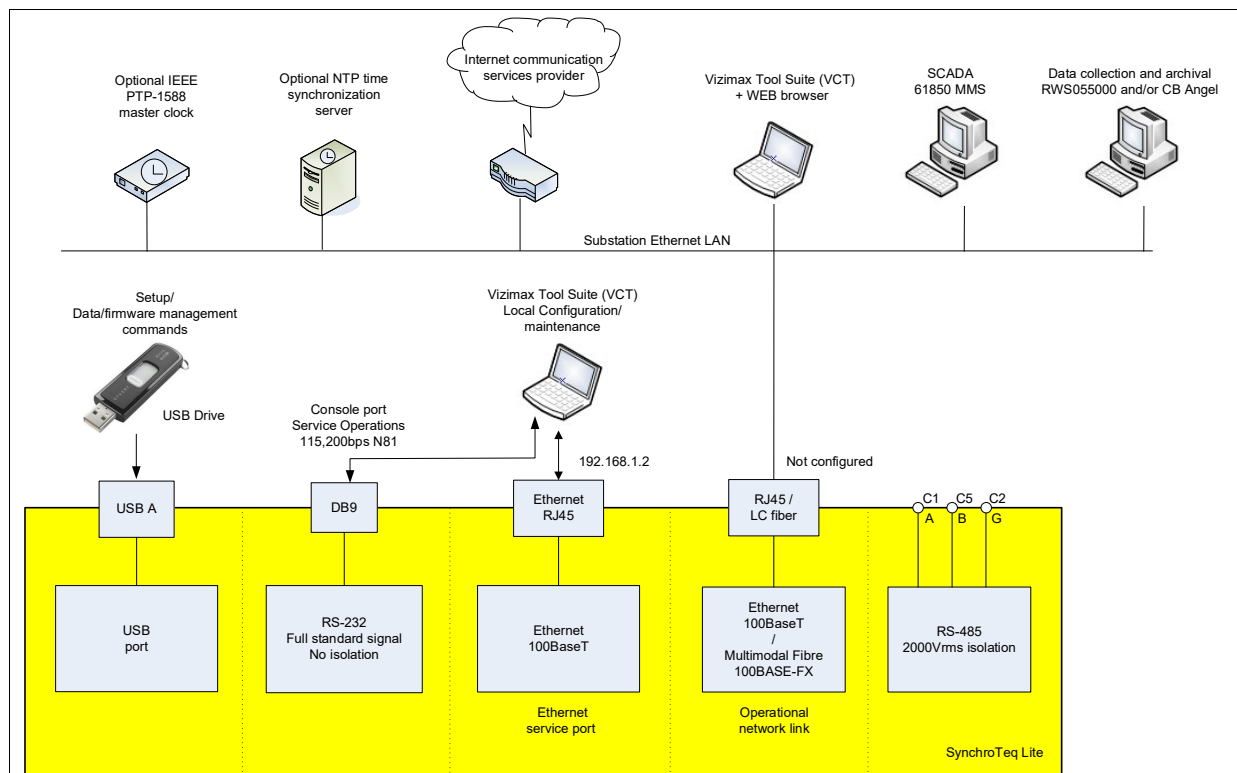 Internet communication
services provider
Optional IEEE
PTP-1588
master clock
Optional NTP time
synchronization
server
Vizimax Tool Suite (VCT)
+ WEB browser
SCADA
61850 MMS
Data collection and archival
RWS055000 and/or CB Angel
Substation Ethernet LAN
Setup/
Data/firmware management
commands
USB Drive
Vizimax Tool Suite (VCT)
Local Configuration/
maintenance
Console port
Service Operations
115,200bps N81
192.168.1.2
Not configured
USB A
DB9
Ethernet
RJ45
RJ45 /
LC fiber
C1
C5
C2
A
B
G
USB
port
RS-232
Full standard signal
No isolation
Ethernet
100BaseT
Ethernet
100BaseT
/
Multimodal Fibre
100BASE-FX
RS-485
2000Vrms isolation
Ethernet
service port
Operational
network link
SynchroTeq Lite